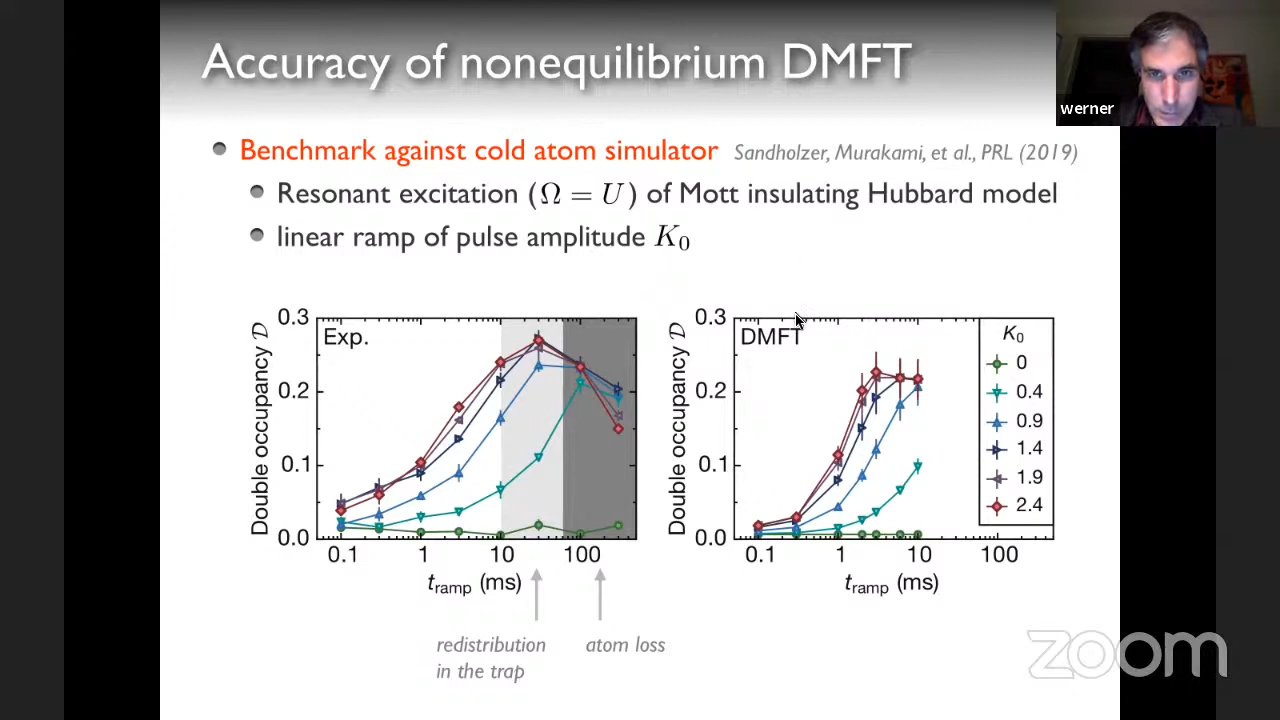 Accuracy of nonequilibrium DMFT
werner
Benchmark against cold atom simulator Sandholzer, Murakami, et al., PRL (2019)
Resonant excitation (Ω = U) of Mott insulating Hubbard model
linear ramp of pulse amplitude K₀
Double occupancy 𝒟
0.3
0.2
0.1
0.0
Exp.
0.1 1 10 100
t_ramp (ms)
redistribution
in the trap
atom loss
Double occupancy 𝒟
0.3
0.2
0.1
0.0
DMFT
0.1 1 10 100
t_ramp (ms)
K₀
0
0.4
0.9
1.4
1.9
2.4
zoom